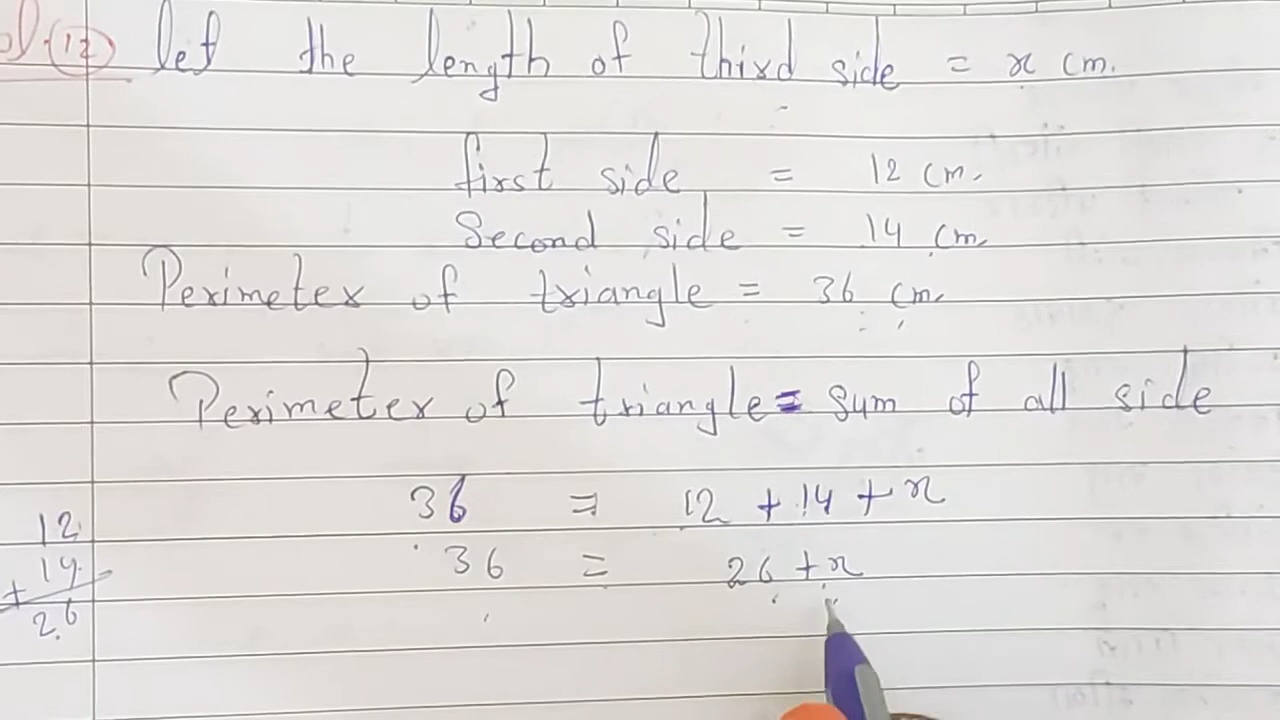 ol.(12) let the length of third side = x cm.
first side = 12 cm.
Second side = 14 cm.
Perimeter of triangle = 36 cm.
Perimeter of triangle = sum of all side
36 = 12 + 14 + x
36 = 26 + x
12
+ 14
26